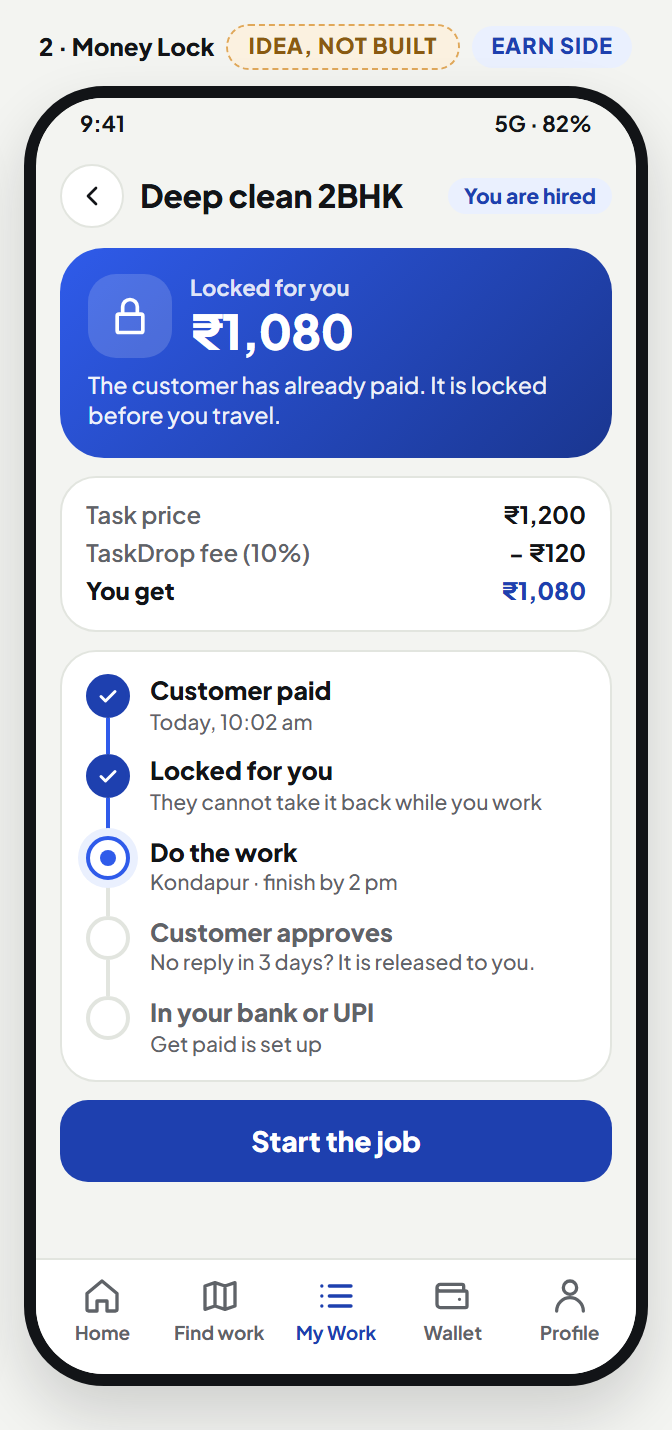 2 · Money Lock IDEA, NOT BUILT EARN SIDE
9:41 5G · 82%
Deep clean 2BHK You are hired
Locked for you
₹1,080
The customer has already paid. It is locked
before you travel.
Task price ₹1,200
TaskDrop fee (10%) – ₹120
You get ₹1,080
Customer paid
Today, 10:02 am
Locked for you
They cannot take it back while you work
Do the work
Kondapur · finish by 2 pm
Customer approves
No reply in 3 days? It is released to you.
In your bank or UPI
Get paid is set up
Start the job
Home Find work My Work Wallet Profile